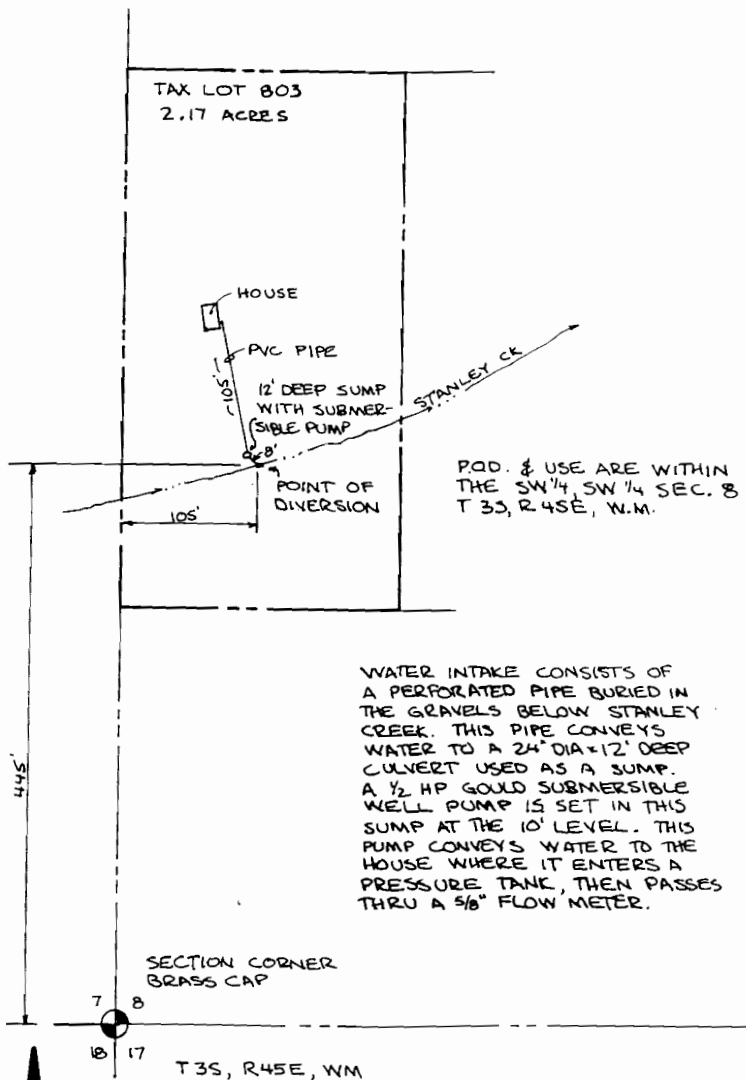 TAX LOT 803
2.17 ACRES
HOUSE
PVC PIPE
105'
12' DEEP SUMP
WITH SUBMER-
SIBLE PUMP
8'
STANLEY CK
POINT OF
DIVERSION
105'
P.O.D. & USE ARE WITHIN
THE SW 1/4, SW 1/4 SEC. 8
T 3S, R 45E, W.M.
445'
WATER INTAKE CONSISTS OF
A PERFORATED PIPE BURIED IN
THE GRAVELS BELOW STANLEY
CREEK. THIS PIPE CONVEYS
WATER TO A 24" DIA x 12' DEEP
CULVERT USED AS A SUMP.
A 1/2 HP GOULD SUBMERSIBLE
WELL PUMP IS SET IN THIS
SUMP AT THE 10' LEVEL. THIS
PUMP CONVEYS WATER TO THE
HOUSE WHERE IT ENTERS A
PRESSURE TANK, THEN PASSES
THRU A 5/8" FLOW METER.
SECTION CORNER
BRASS CAP
7 8
18 17
T 3S, R45E, WM